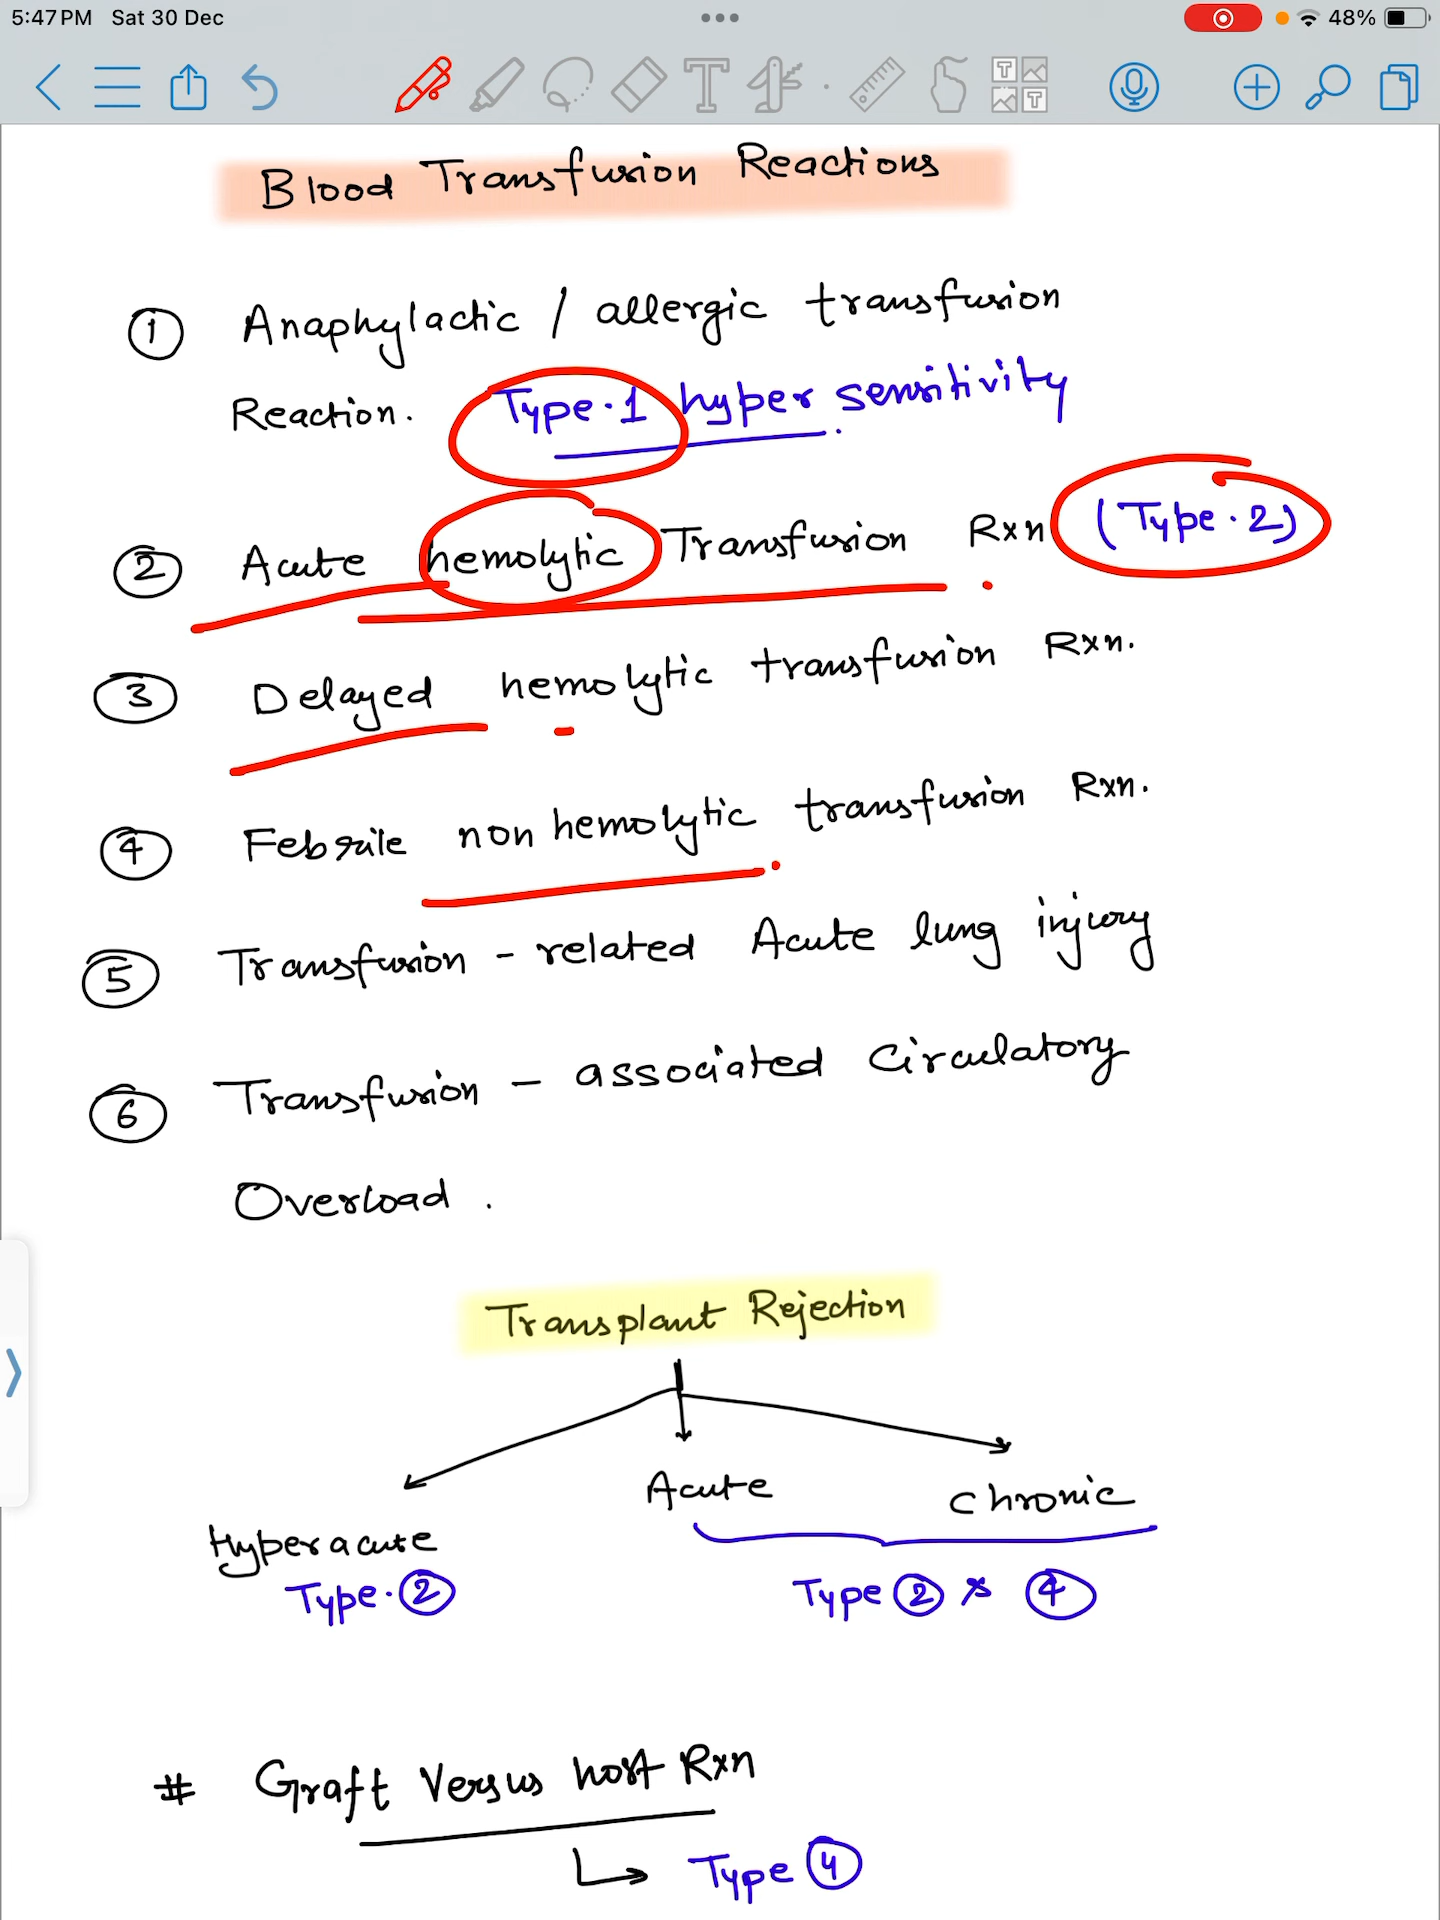 5:47 PM Sat 30 Dec
48%
Blood Transfusion Reactions
1 Anaphylactic / allergic transfusion
Reaction. Type-1 hyper sensitivity
2 Acute hemolytic Transfusion Rxn (Type-2)
3 Delayed hemolytic transfusion Rxn.
4 Febrile non hemolytic transfusion Rxn.
5 Transfusion - related Acute lung injury
6 Transfusion - associated Circulatory
Overload.
Transplant Rejection
Acute chronic
Hyperacute
Type-2 Type 2 & 4
# Graft Versus host Rxn
Type 4